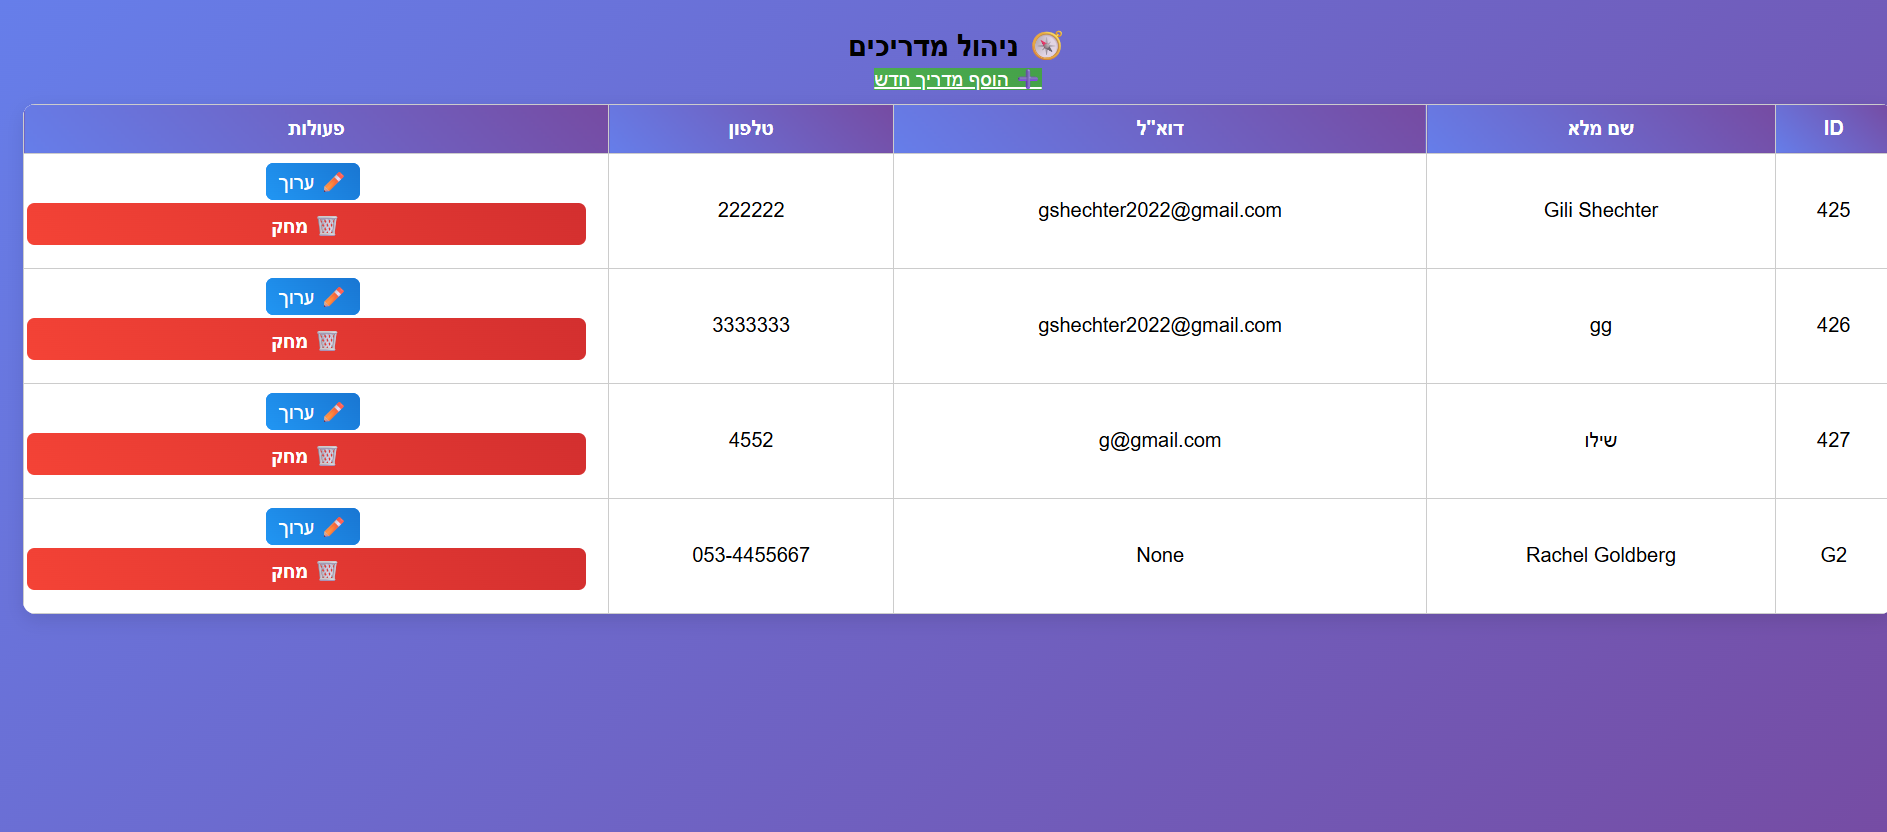 🧭 ניהול מדריכים
➕ הוסף מדריך חדש
ID שם מלא דוא"ל טלפון פעולות
425 Gili Shechter gshechter2022@gmail.com 222222 ✏️ ערוך
🗑️ מחק
426 gg gshechter2022@gmail.com 3333333 ✏️ ערוך
🗑️ מחק
427 שילו g@gmail.com 4552 ✏️ ערוך
🗑️ מחק
G2 Rachel Goldberg None 053-4455667 ✏️ ערוך
🗑️ מחק